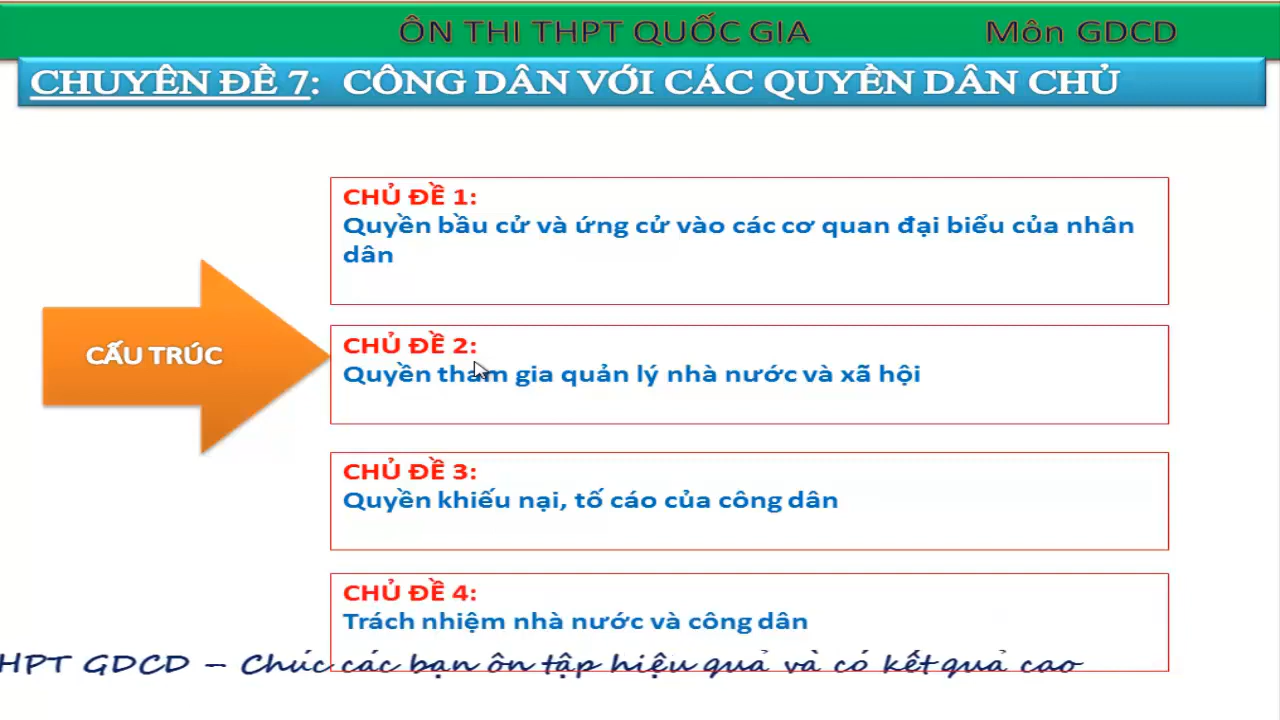 ÔN THI THPT QUỐC GIA Môn GDCD
CHUYÊN ĐỀ 7: CÔNG DÂN VỚI CÁC QUYỀN DÂN CHỦ
CẤU TRÚC
CHỦ ĐỀ 1:
Quyền bầu cử và ứng cử vào các cơ quan đại biểu của nhân
dân
CHỦ ĐỀ 2:
Quyền tham gia quản lý nhà nước và xã hội
CHỦ ĐỀ 3:
Quyền khiếu nại, tố cáo của công dân
CHỦ ĐỀ 4:
Trách nhiệm nhà nước và công dân
HPT GDCD – Chúc các bạn ôn tập hiệu quả và có kết quả cao